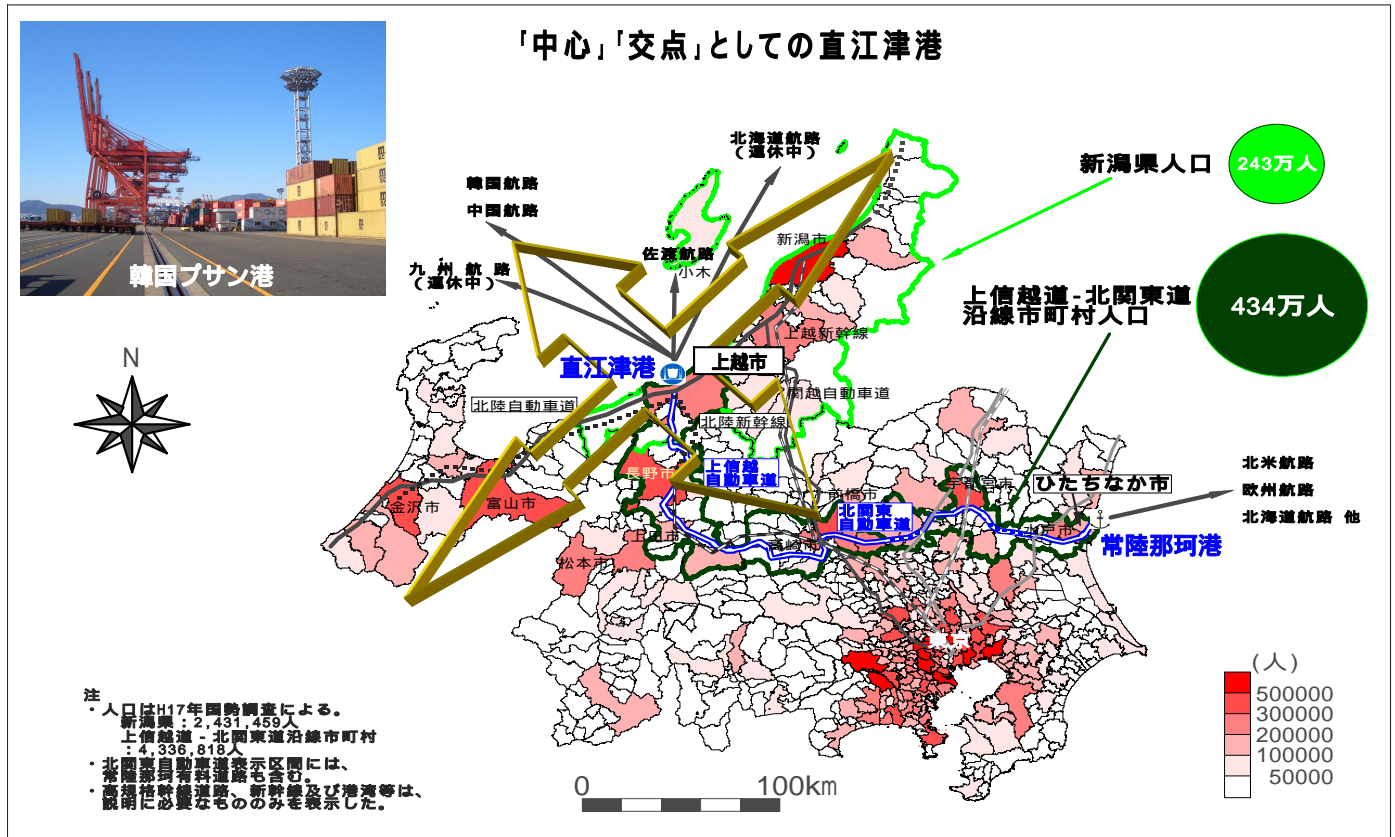 「中心」「交点」としての直江津港
韓国プサン港
北海道航路
(運休中)
韓国航路
中国航路
九州航路
(運休中)
佐渡航路
小木
新潟市
新潟県人口
243万人
上信越道-北関東道
沿線市町村人口
434万人
直江津港
上越市
上越新幹線
関越自動車道
北陸自動車道
北陸新幹線
N
長野市
上信越
自動車道
前橋市
北関東
自動車道
宇都宮市
ひたちなか市
水戸市
北米航路
欧州航路
北海道航路 他
常陸那珂港
金沢市
富山市
上田市
高崎市
松本市
東京
(人)
500000
300000
200000
100000
50000
注
・人口はH17年国勢調査による。
新潟県:2,431,459人
上信越道-北関東道沿線市町村
:4,336,818人
・北関東自動車道表示区間には、
常陸那珂有料道路も含む。
・高規格幹線道路、新幹線及び港湾等は、
説明に必要なもののみを表示した。
0 100km